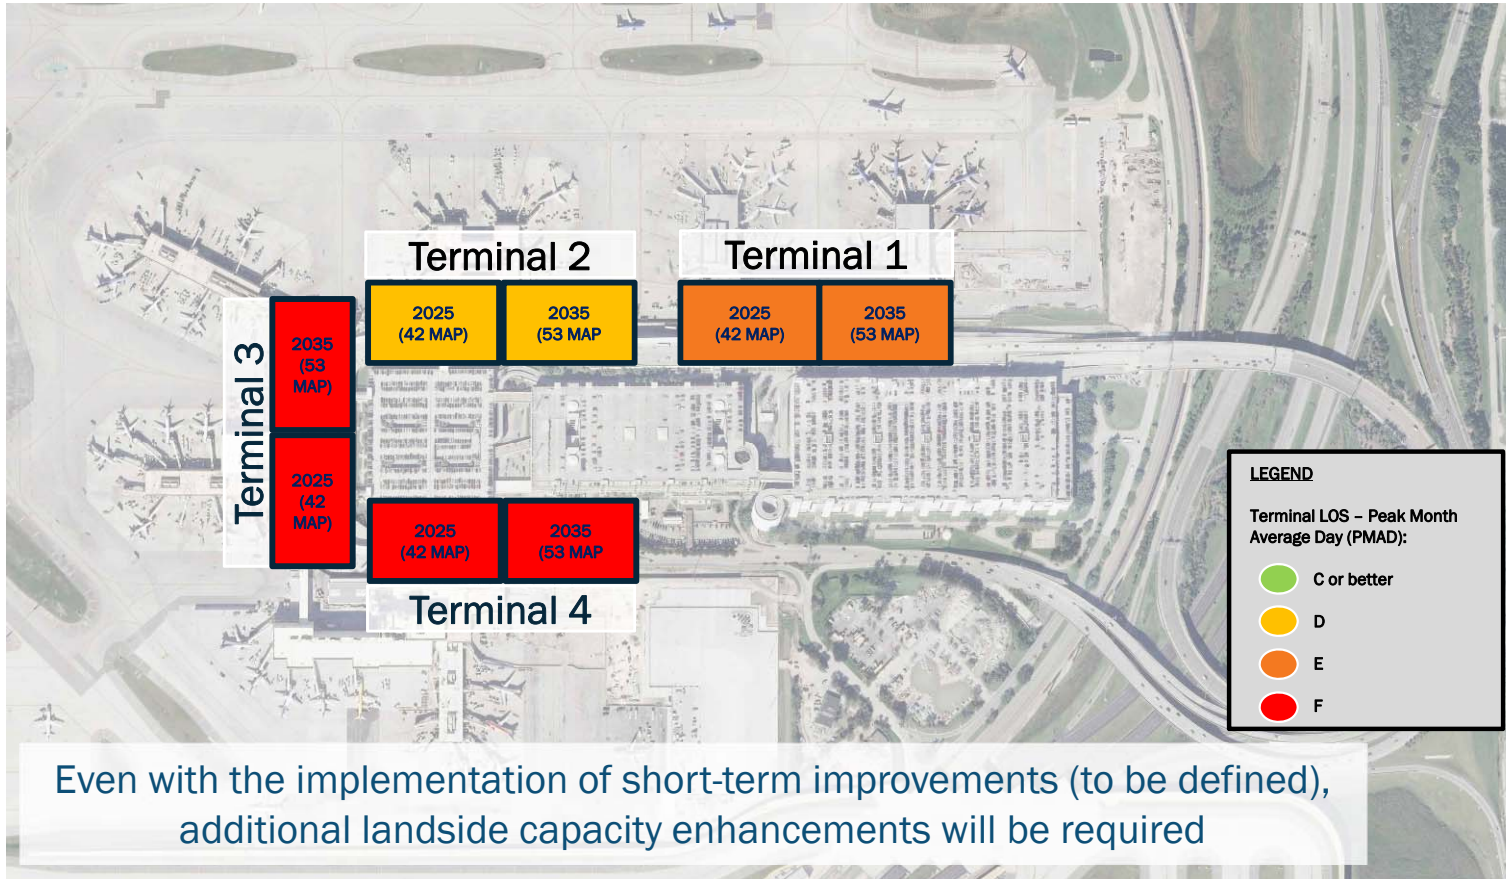 Terminal 2
2025
(42 MAP)
2035
(53 MAP
Terminal 1
2025
(42 MAP)
2035
(53 MAP)
Terminal 3
2035
(53
MAP)
2025
(42
MAP)
2025
(42 MAP)
2035
(53 MAP
Terminal 4
LEGEND
Terminal LOS – Peak Month
Average Day (PMAD):
C or better
D
E
F
Even with the implementation of short-term improvements (to be defined),
additional landside capacity enhancements will be required